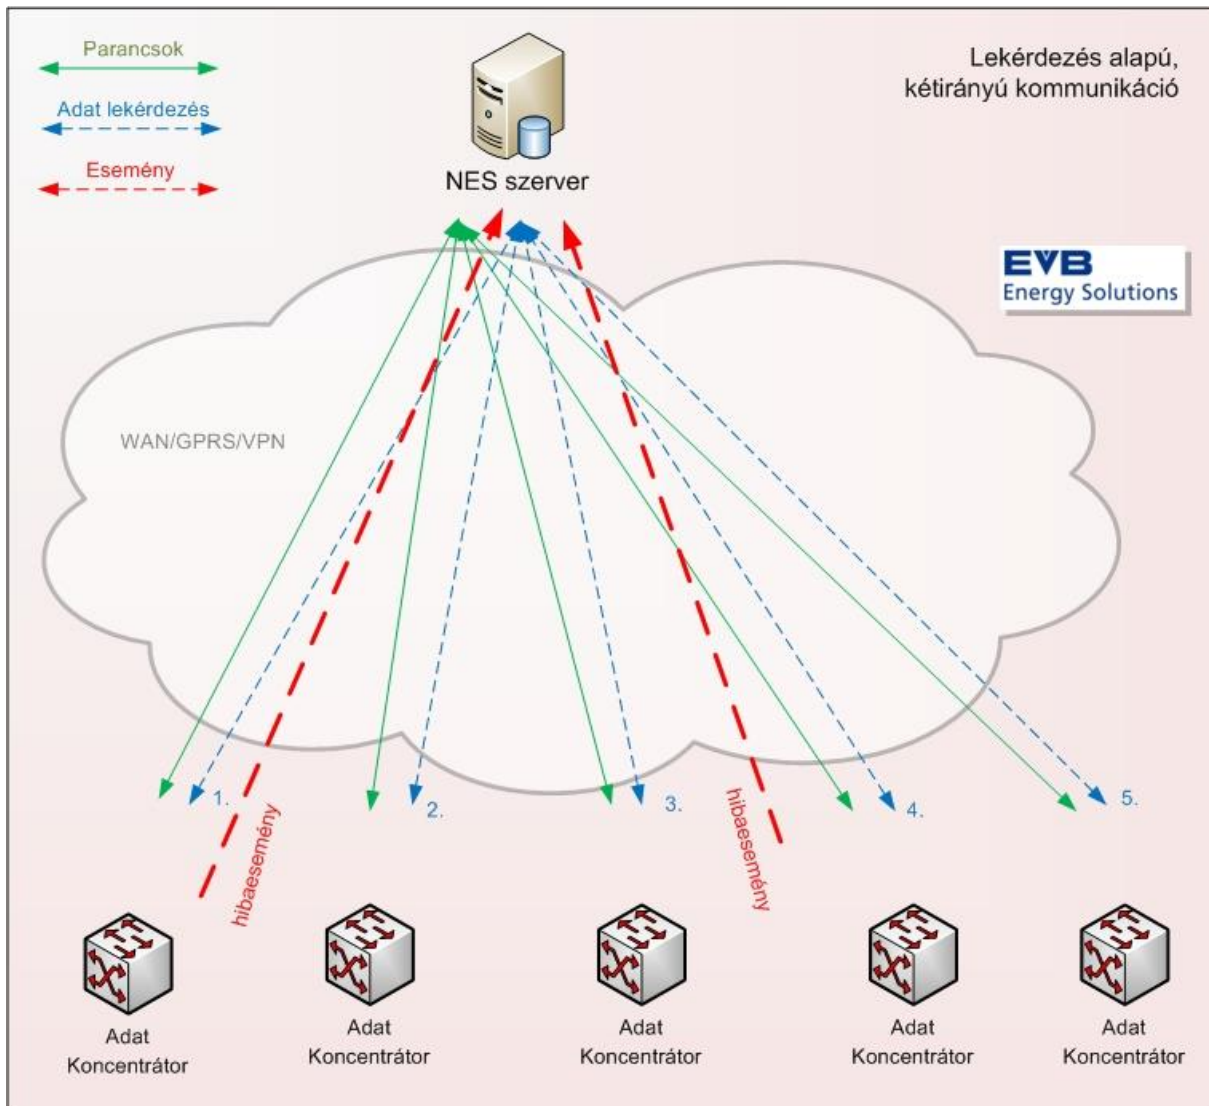 Parancsok
Adat lekérdezés
Esemény
Lekérdezés alapú,
kétirányú kommunikáció
NES szerver
EVB
Energy Solutions
WAN/GPRS/VPN
1.
2.
3.
4.
5.
hibaesemény
hibaesemény
Adat
Koncentrátor
Adat
Koncentrátor
Adat
Koncentrátor
Adat
Koncentrátor
Adat
Koncentrátor